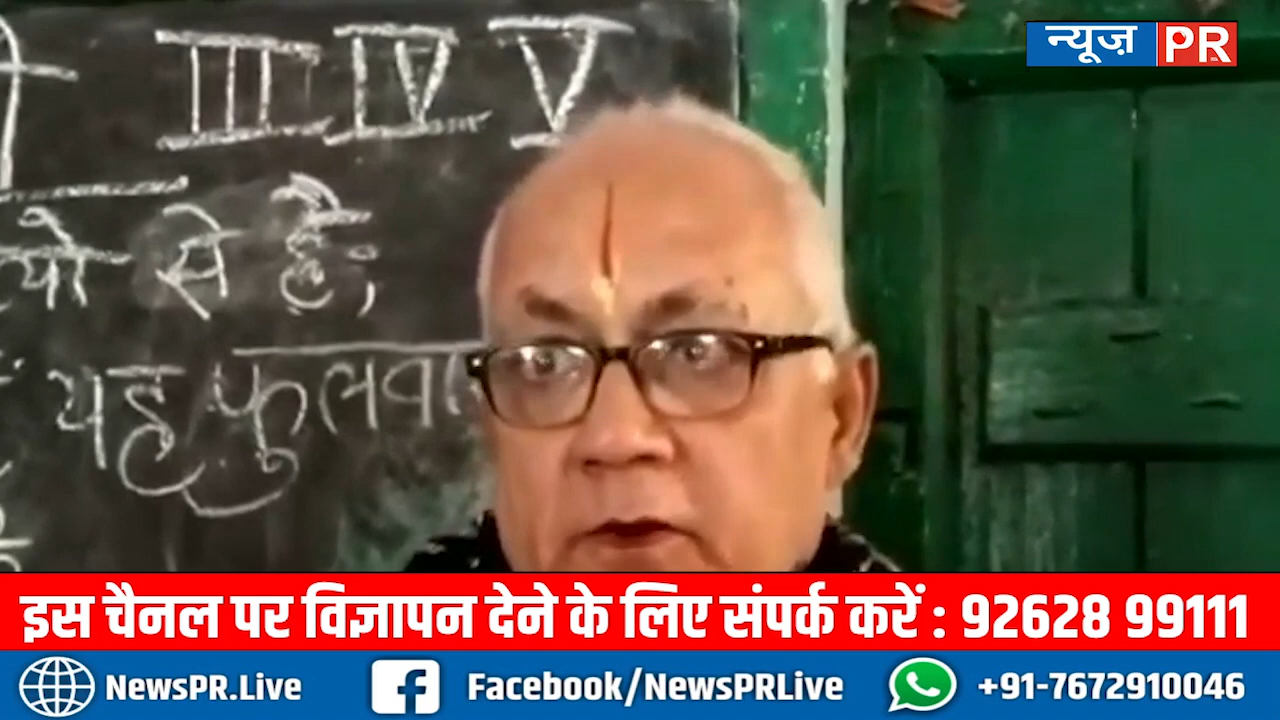 न्यूज़ PR
III IV V
से है;
यह फुलवा
इस चैनल पर विज्ञापन देने के लिए संपर्क करें : 92628 99111
NewsPR.Live
Facebook/NewsPRLive
+91-7672910046